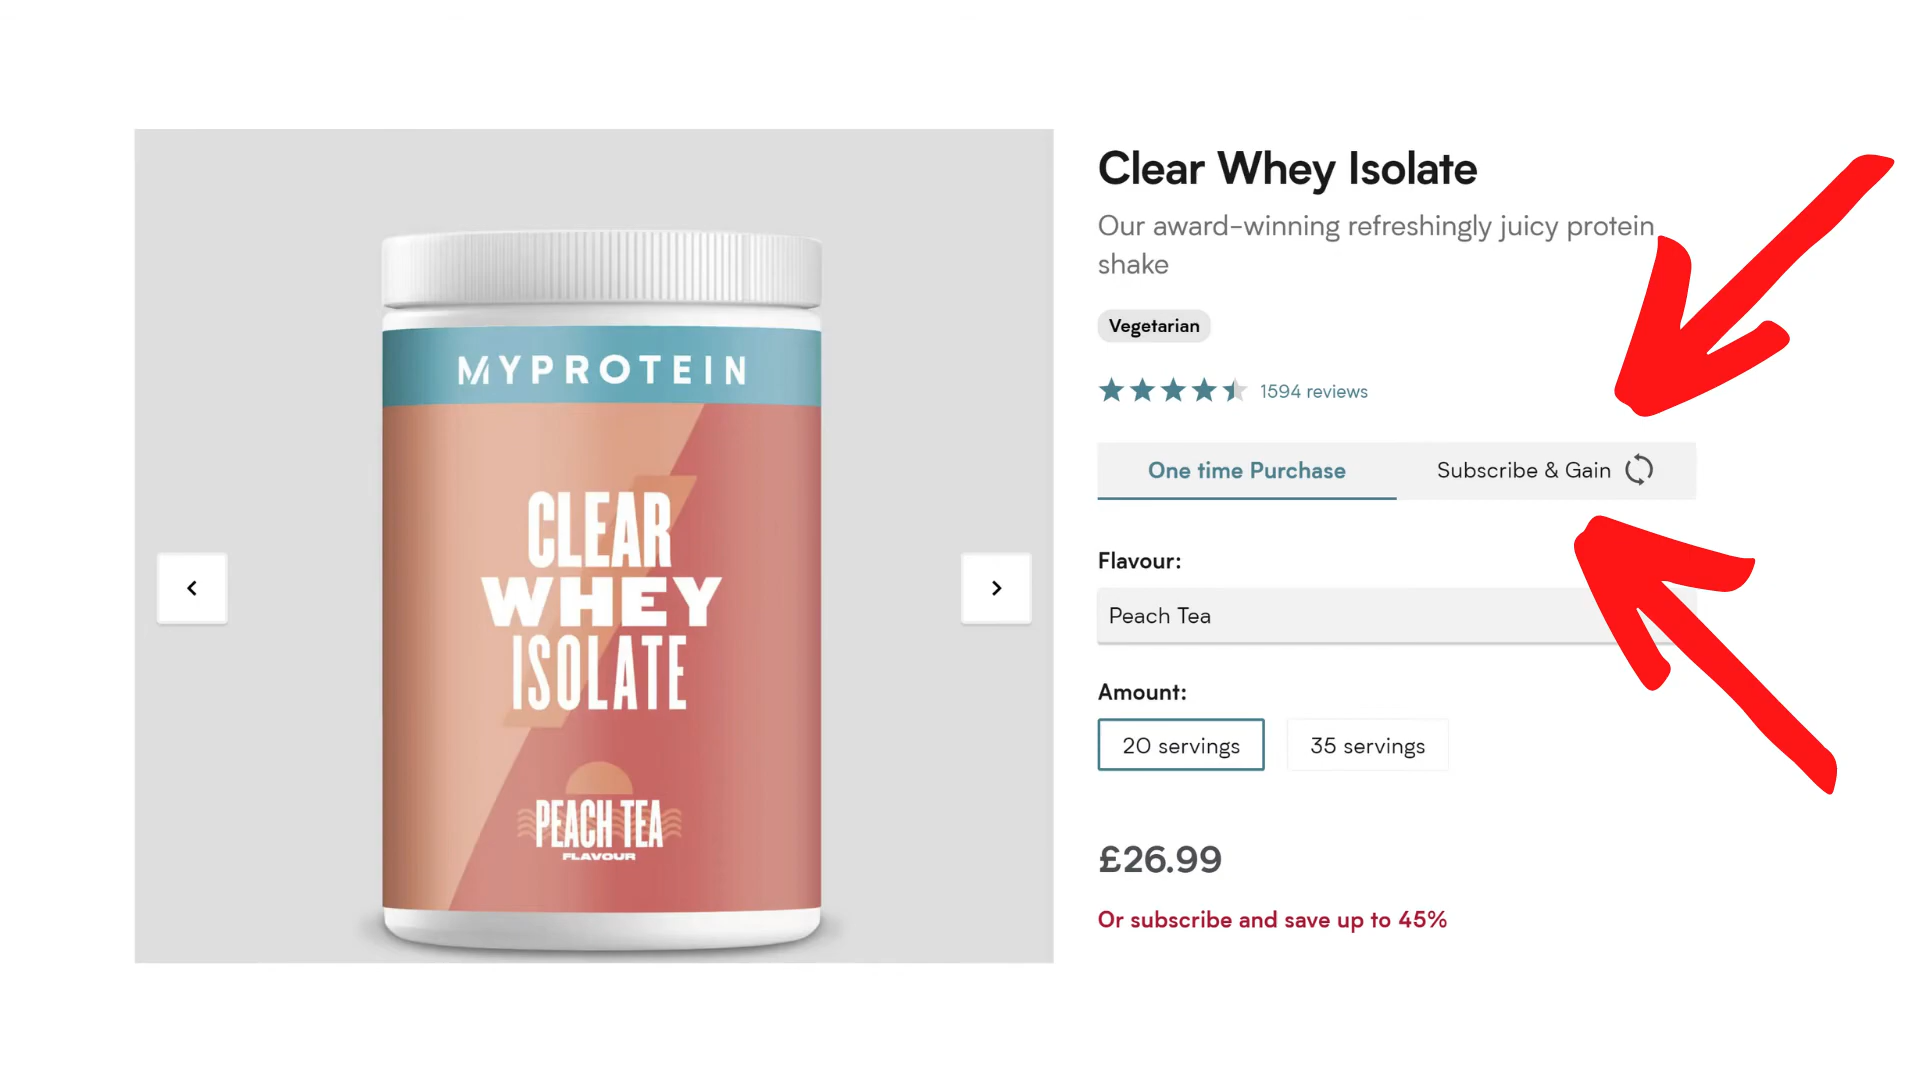 MYPROTEIN
CLEAR
WHEY
ISOLATE
PEACH TEA
FLAVOUR
Clear Whey Isolate
Our award-winning refreshingly juicy protein
shake
Vegetarian
1594 reviews
One time Purchase
Subscribe & Gain
Flavour:
Peach Tea
Amount:
20 servings
35 servings
£26.99
Or subscribe and save up to 45%